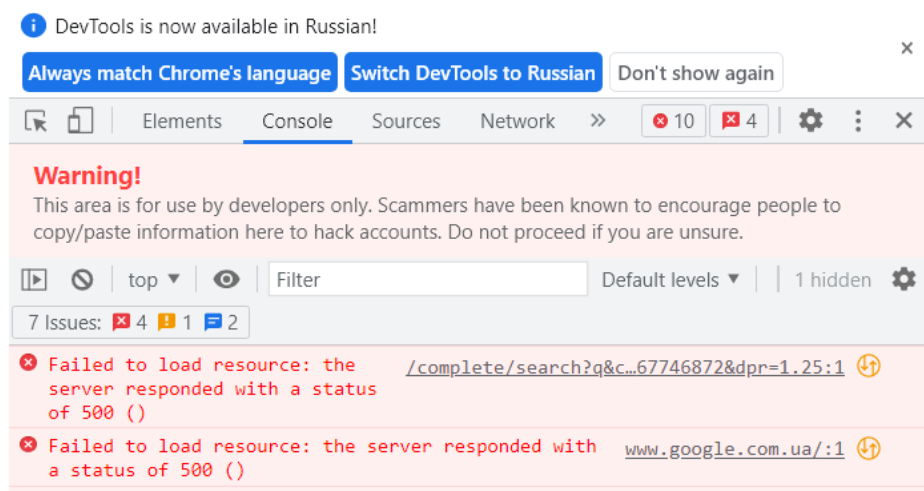 DevTools is now available in Russian!
Always match Chrome's language Switch DevTools to Russian Don't show again
Elements Console Sources Network 10 4
Warning!
This area is for use by developers only. Scammers have been known to encourage people to
copy/paste information here to hack accounts. Do not proceed if you are unsure.
top Filter Default levels 1 hidden
7 Issues: 4 1 2
Failed to load resource: the /complete/search?q&c…67746872&dpr=1.25:1
server responded with a status
of 500 ()
Failed to load resource: the server responded with www.google.com.ua/:1
a status of 500 ()